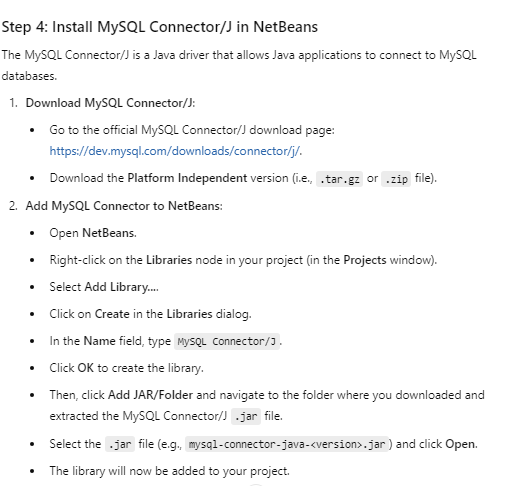 Step 4: Install MySQL Connector/J in NetBeans
The MySQL Connector/J is a Java driver that allows Java applications to connect to MySQL
databases.
1. Download MySQL Connector/J:
• Go to the official MySQL Connector/J download page:
https://dev.mysql.com/downloads/connector/j/.
• Download the Platform Independent version (i.e., .tar.gz or .zip file).
2. Add MySQL Connector to NetBeans:
• Open NetBeans.
• Right-click on the Libraries node in your project (in the Projects window).
• Select Add Library....
• Click on Create in the Libraries dialog.
• In the Name field, type MySQL Connector/J.
• Click OK to create the library.
• Then, click Add JAR/Folder and navigate to the folder where you downloaded and
extracted the MySQL Connector/J .jar file.
• Select the .jar file (e.g., mysql-connector-java-<version>.jar) and click Open.
• The library will now be added to your project.